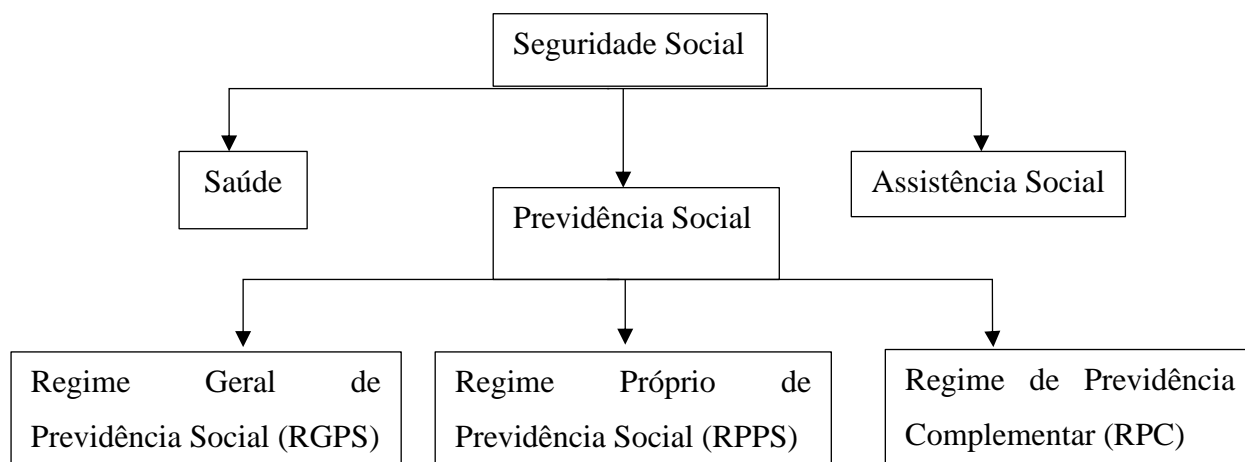 Seguridade Social
Saúde
Assistência Social
Previdência Social
Regime Geral de
Previdência Social (RGPS)
Regime Próprio de
Previdência Social (RPPS)
Regime de Previdência
Complementar (RPC)